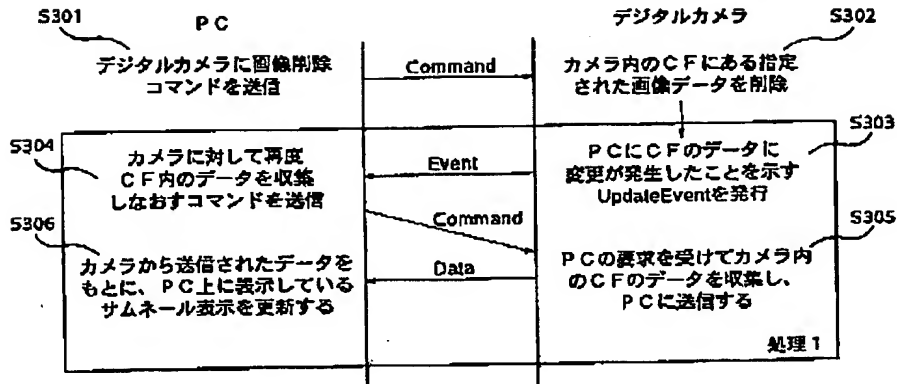 S301
PC
デジタルカメラ
S302
デジタルカメラに画像削除
コマンドを送信
Command
カメラ内のCFにある指定
された画像データを削除
S304
カメラに対して再度
CF内のデータを収集
しなおすコマンドを送信
Event
PCにCFのデータに
変更が発生したことを示す
UpdateEventを発行
S303
S306
カメラから送信されたデータを
もとに、PC上に表示している
サムネール表示を更新する
Command
Data
PCの要求を受けてカメラ内
のCFのデータを収集し、
PCに送信する
S305
処理1